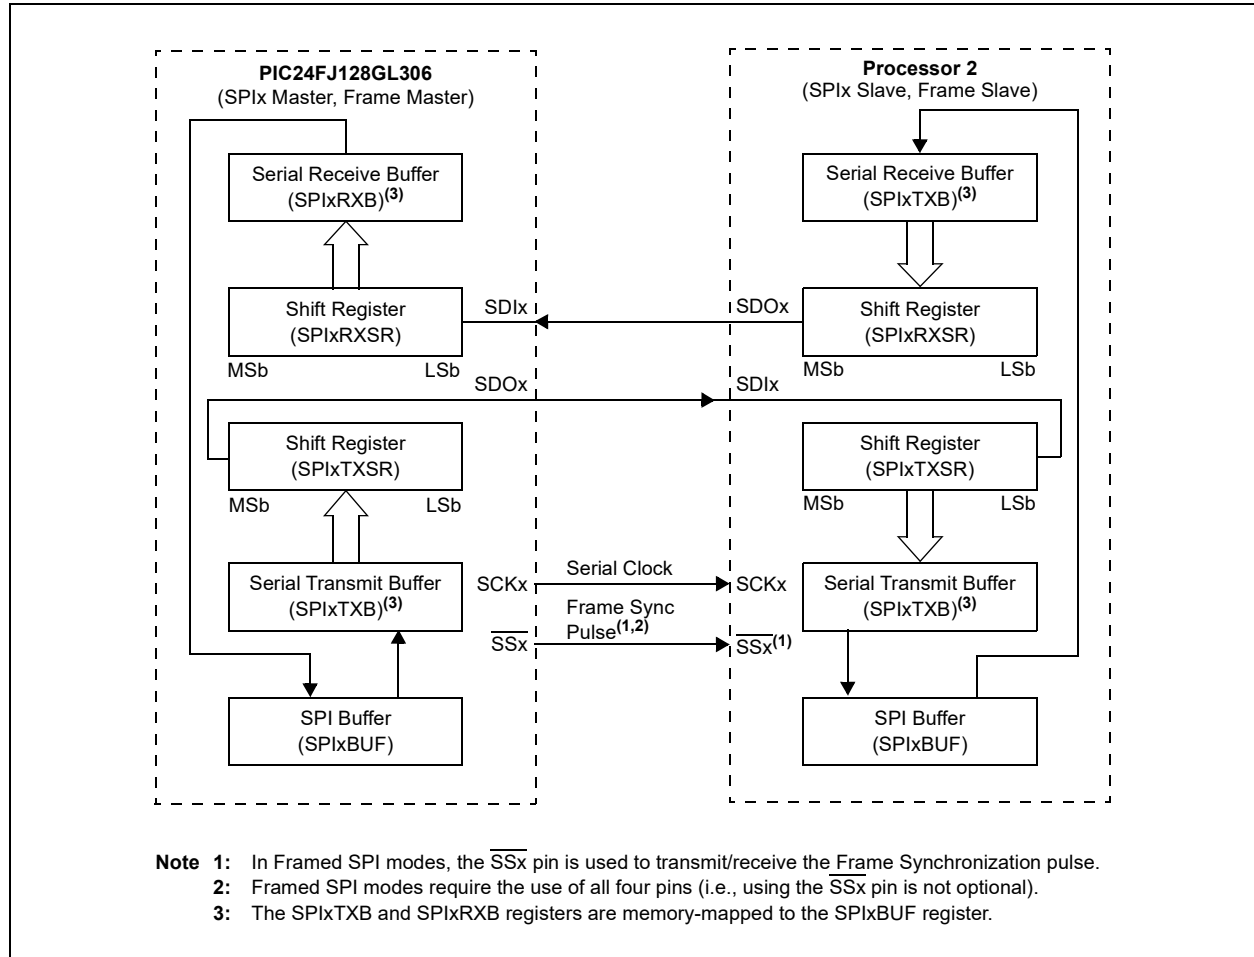 PIC24FJ128GL306
(SPIx Master, Frame Master)
Serial Receive Buffer
(SPIxRXB)(3)
Shift Register
(SPIxRXSR)
MSb
LSb
SDIx
SDOx
Shift Register
(SPIxTXSR)
MSb
LSb
Serial Transmit Buffer
(SPIxTXB)(3)
SCKx
SSx
SPI Buffer
(SPIxBUF)
Serial Clock
Frame Sync
Pulse(1,2)
Processor 2
(SPIx Slave, Frame Slave)
Serial Receive Buffer
(SPIxTXB)(3)
SDOx
Shift Register
(SPIxRXSR)
MSb
LSb
SDIx
Shift Register
(SPIxTXSR)
MSb
LSb
SCKx
Serial Transmit Buffer
(SPIxTXB)(3)
SSx(1)
SPI Buffer
(SPIxBUF)
Note 1: In Framed SPI modes, the SSx pin is used to transmit/receive the Frame Synchronization pulse.
2: Framed SPI modes require the use of all four pins (i.e., using the SSx pin is not optional).
3: The SPIxTXB and SPIxRXB registers are memory-mapped to the SPIxBUF register.